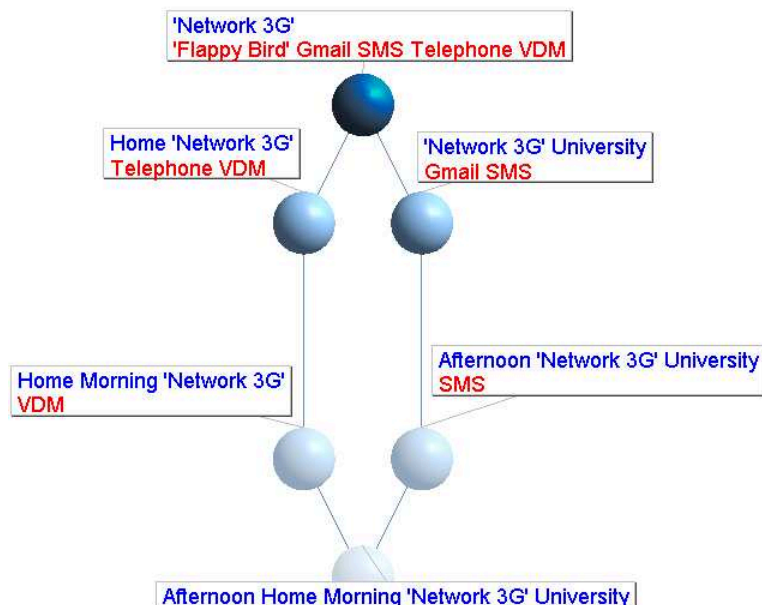 'Network 3G'
'Flappy Bird' Gmail SMS Telephone VDM
Home 'Network 3G'
Telephone VDM
'Network 3G' University
Gmail SMS
Home Morning 'Network 3G'
VDM
Afternoon 'Network 3G' University
SMS
Afternoon Home Morning 'Network 3G' University